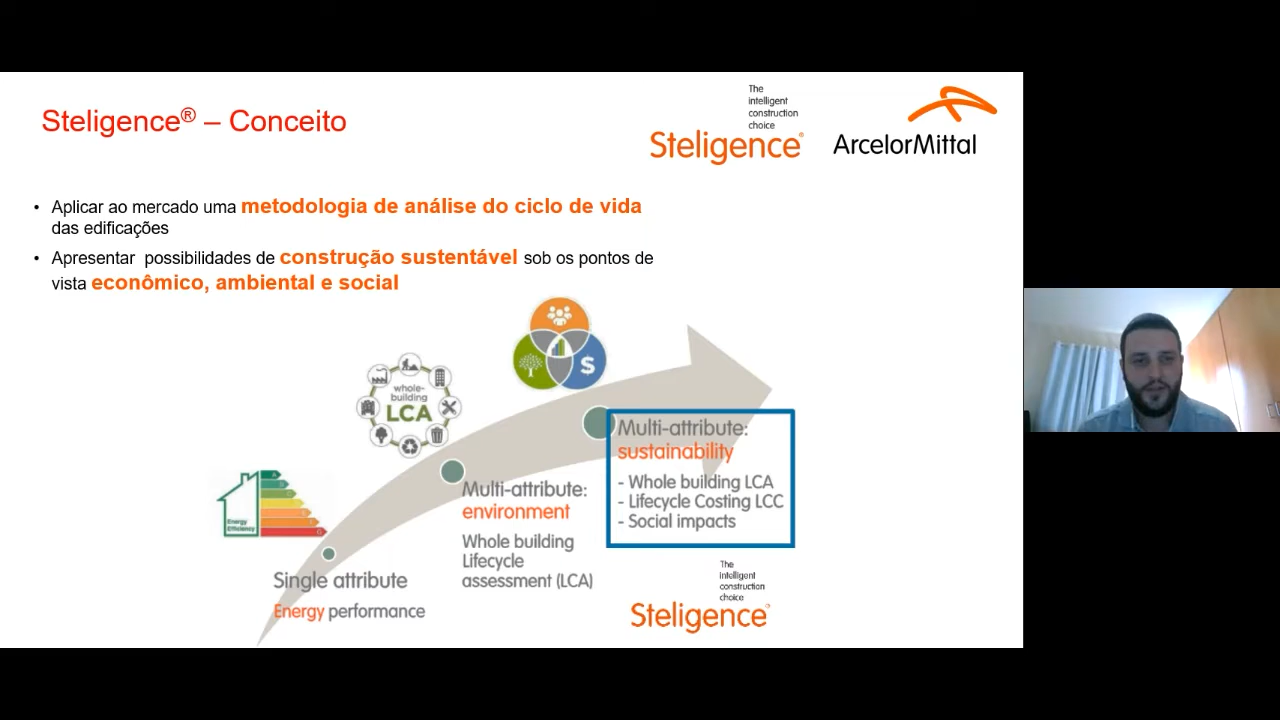 The
intelligent
construction
choice
Steligence®
ArcelorMittal
Steligence® – Conceito
• Aplicar ao mercado uma metodologia de análise do ciclo de vida
das edificações
• Apresentar possibilidades de construção sustentável sob os pontos de
vista econômico, ambiental e social
whole-
building
LCA
$
Energy
Efficiency
Multi-attribute:
sustainability
- Whole building LCA
- Lifecycle Costing LCC
- Social impacts
Multi-attribute:
environment
Whole building
Lifecycle
assessment (LCA)
Single attribute
Energy performance
The
intelligent
construction
choice
Steligence®